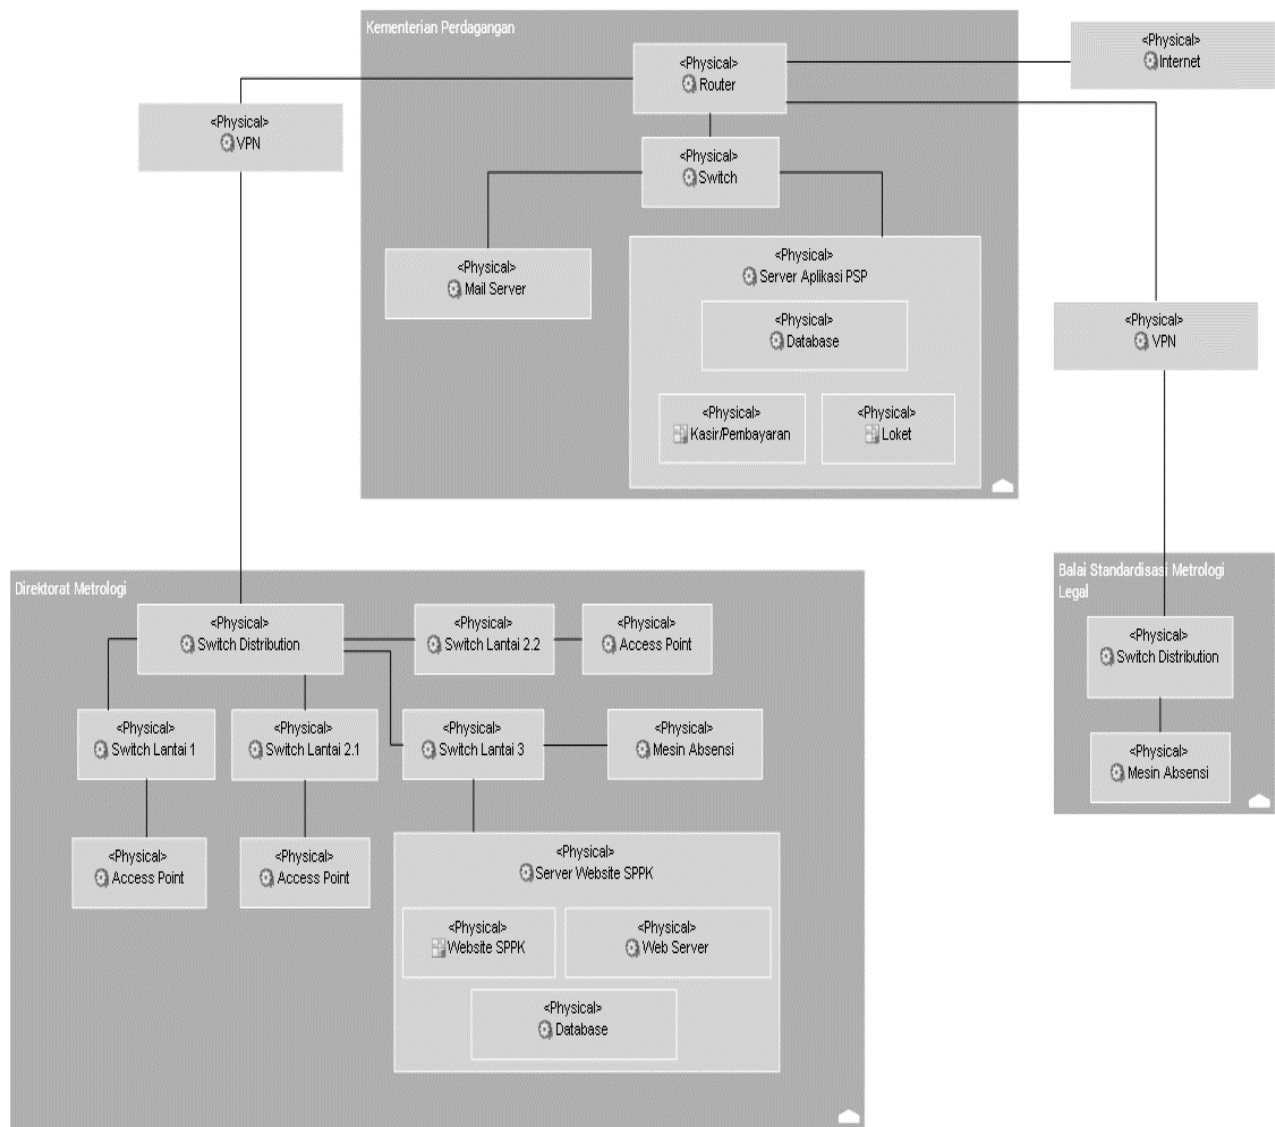 Kementerian Perdagangan
<Physical>
Router
<Physical>
Internet
<Physical>
VPN
<Physical>
Switch
<Physical>
Mail Server
<Physical>
Server Aplikasi PSP
<Physical>
Database
<Physical>
Kasir/Pembayaran
<Physical>
Loket
<Physical>
VPN
Direktorat Metrologi
<Physical>
Switch Distribution
<Physical>
Switch Lantai 2.2
<Physical>
Access Point
<Physical>
Switch Lantai 1
<Physical>
Switch Lantai 2.1
<Physical>
Switch Lantai 3
<Physical>
Mesin Absensi
<Physical>
Access Point
<Physical>
Access Point
<Physical>
Server Website SPPK
<Physical>
Website SPPK
<Physical>
Web Server
<Physical>
Database
Balai Standardisasi Metrologi
Legal
<Physical>
Switch Distribution
<Physical>
Mesin Absensi